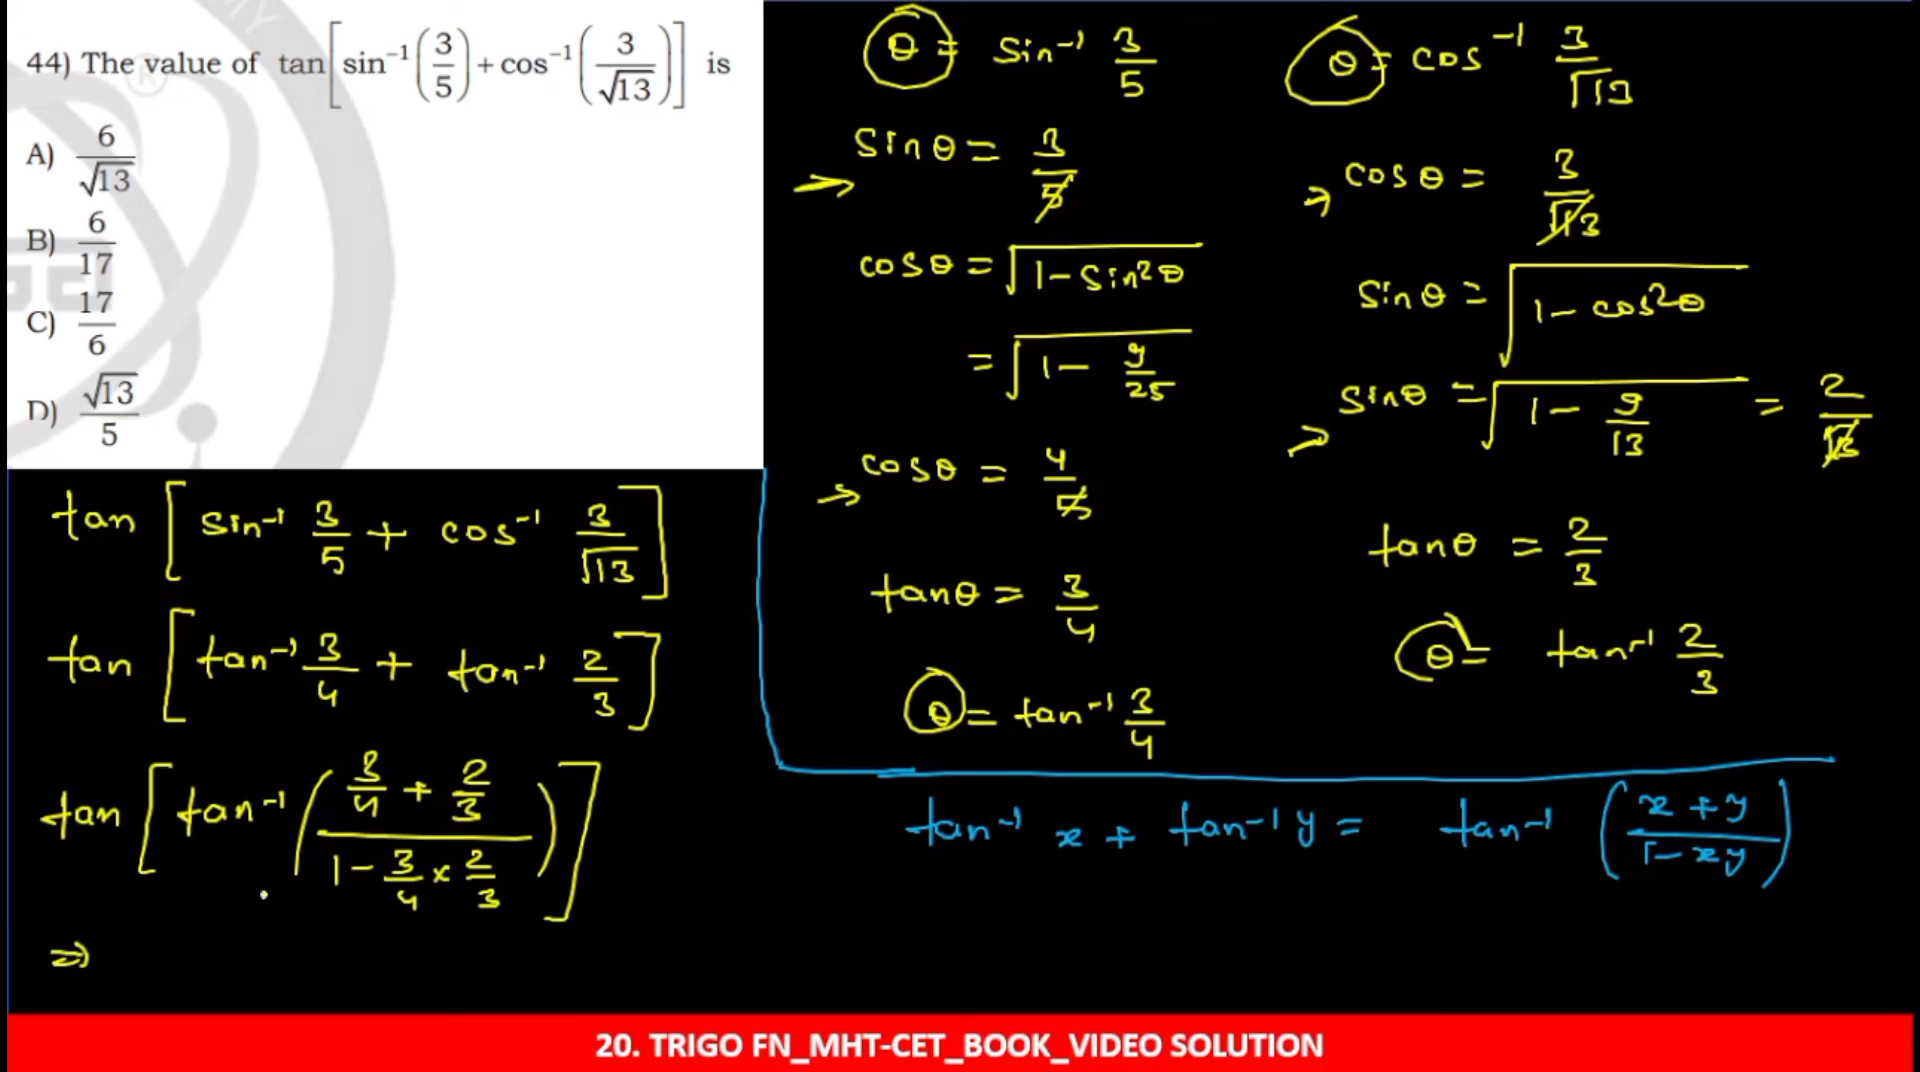 44) The value of tan[sin⁻¹(3/5)+cos⁻¹(3/√13)] is
A) 6/√13
B) 6/17
C) 17/6
D) √13/5
tan [sin⁻¹ 3/5 + cos⁻¹ 3/√13]
tan [tan⁻¹ 3/4 + tan⁻¹ 2/3]
tan [tan⁻¹ ((3/4 + 2/3)/(1 - 3/4 × 2/3))]
⇒
θ = sin⁻¹ 3/5
→ sinθ = 3/5
cosθ = √(1 - sin²θ)
= √(1 - 9/25)
→ cosθ = 4/5
tanθ = 3/4
θ = tan⁻¹ 3/4
θ = cos⁻¹ 3/√13
→ cosθ = 3/√13
sinθ = √(1 - cos²θ)
→ sinθ = √(1 - 9/13) = 2/√13
tanθ = 2/3
θ = tan⁻¹ 2/3
tan⁻¹ x + tan⁻¹ y = tan⁻¹ ((x + y)/(1 - xy))
20. TRIGO FN_MHT-CET_BOOK_VIDEO SOLUTION